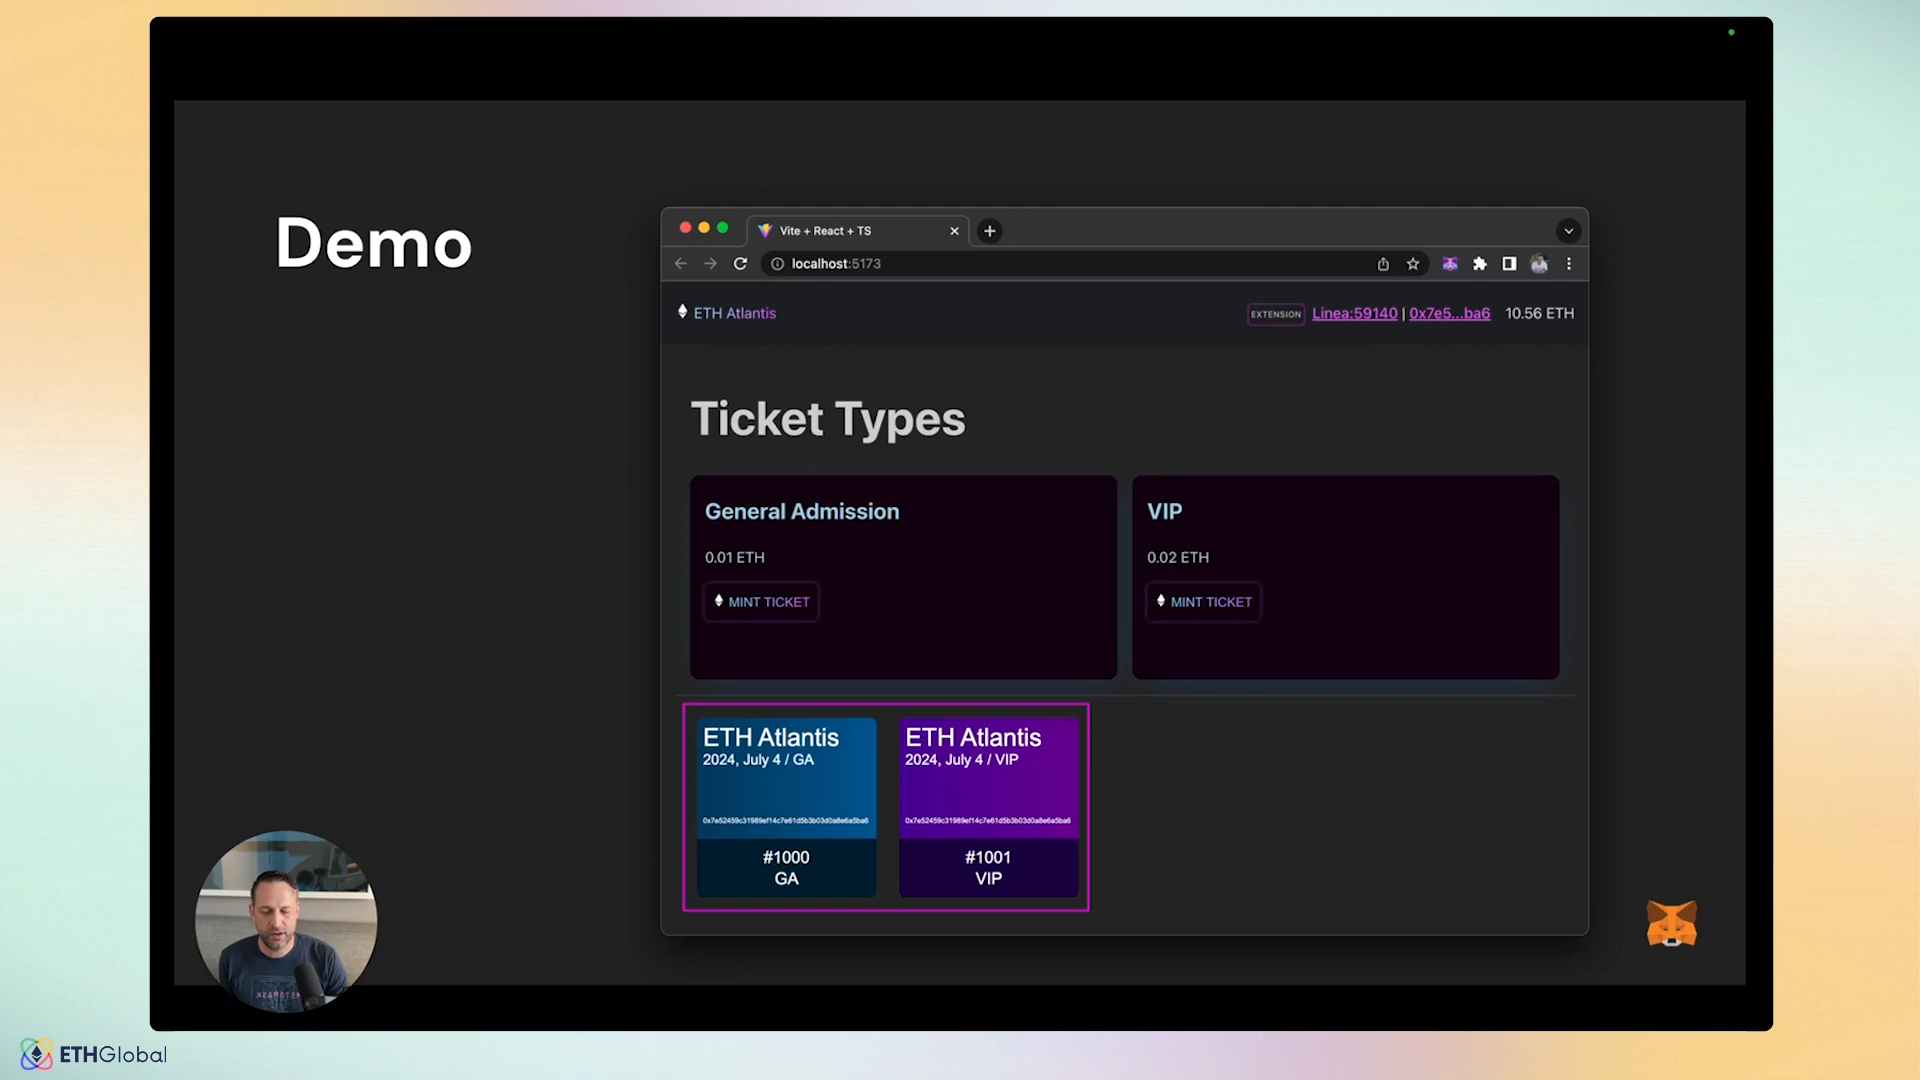 Demo
Vite + React + TS
localhost:5173
ETH Atlantis
EXTENSION
Linea:59140 | 0x7e5...ba6
10.56 ETH
Ticket Types
General Admission
0.01 ETH
MINT TICKET
VIP
0.02 ETH
MINT TICKET
ETH Atlantis
2024, July 4 / GA
0x7e52459c31989ef14c7e61d5b3b03d0a8e6a5ba6
#1000
GA
ETH Atlantis
2024, July 4 / VIP
0x7e52459c31989ef14c7e61d5b3b03d0a8e6a5ba6
#1001
VIP
ETHGlobal